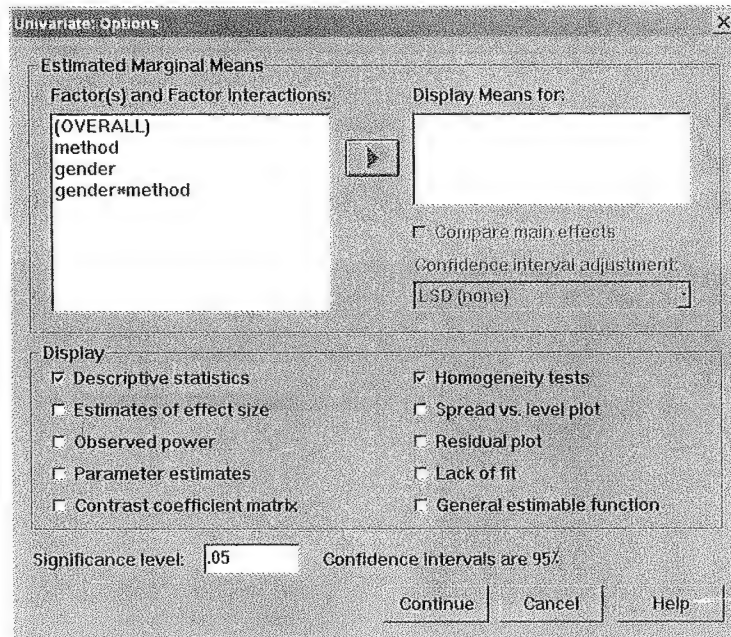 Univariate: Options
Estimated Marginal Means
Factor(s) and Factor Interactions:
(OVERALL)
method
gender
gender*method
Display Means for:
Compare main effects
Confidence interval adjustment:
LSD (none)
Display
Descriptive statistics
Estimates of effect size
Observed power
Parameter estimates
Contrast coefficient matrix
Homogeneity tests
Spread vs. level plot
Residual plot
Lack of fit
General estimable function
Significance level: .05 Confidence intervals are 95%
Continue Cancel Help